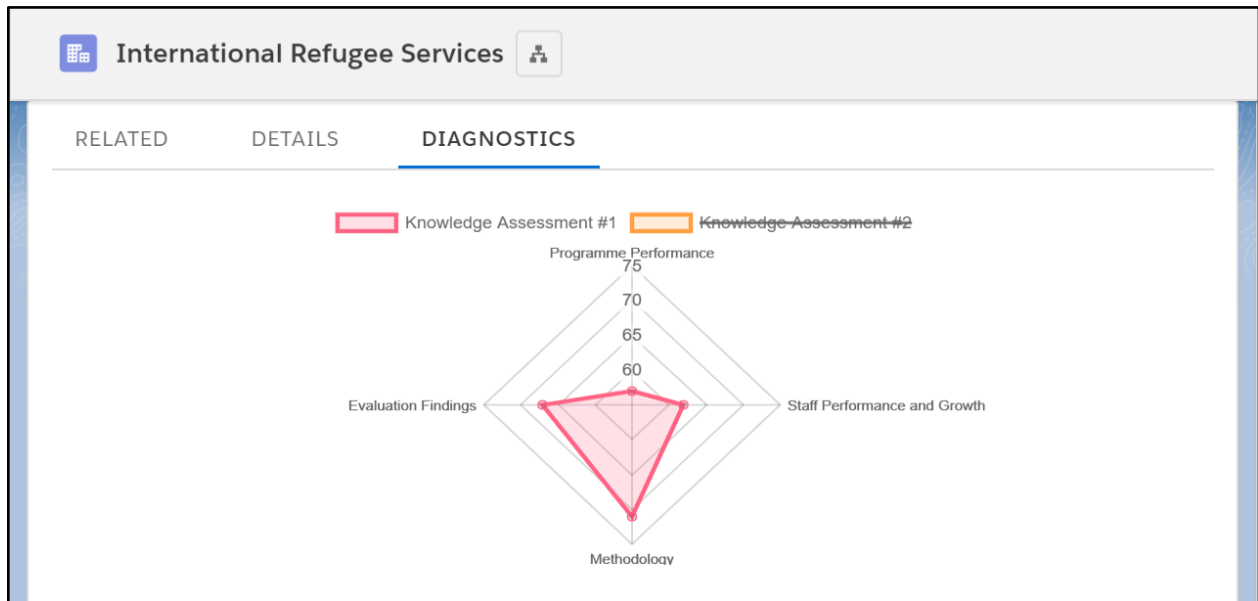 International Refugee Services
RELATED DETAILS DIAGNOSTICS
Knowledge Assessment #1 Knowledge Assessment #2
Programme Performance
75
70
65
60
Evaluation Findings Staff Performance and Growth
Methodology